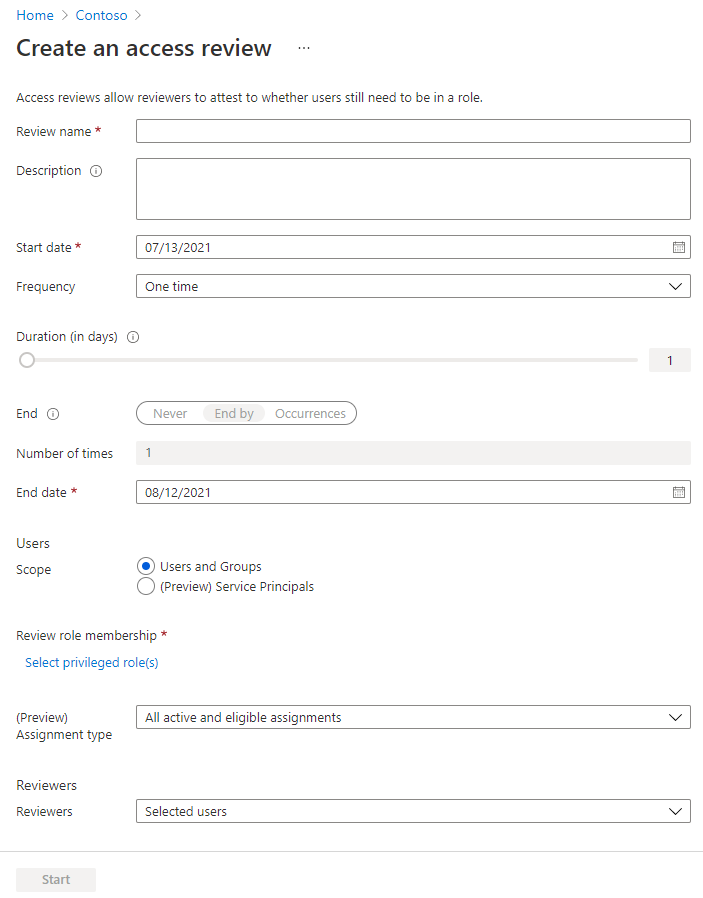 Home > Contoso >
Create an access review ...
Access reviews allow reviewers to attest to whether users still need to be in a role.
Review name *
Description
Start date * 07/13/2021
Frequency One time
Duration (in days)
1
End Never End by Occurrences
Number of times 1
End date * 08/12/2021
Users
Scope Users and Groups
(Preview) Service Principals
Review role membership *
Select privileged role(s)
(Preview) All active and eligible assignments
Assignment type
Reviewers
Reviewers Selected users
Start